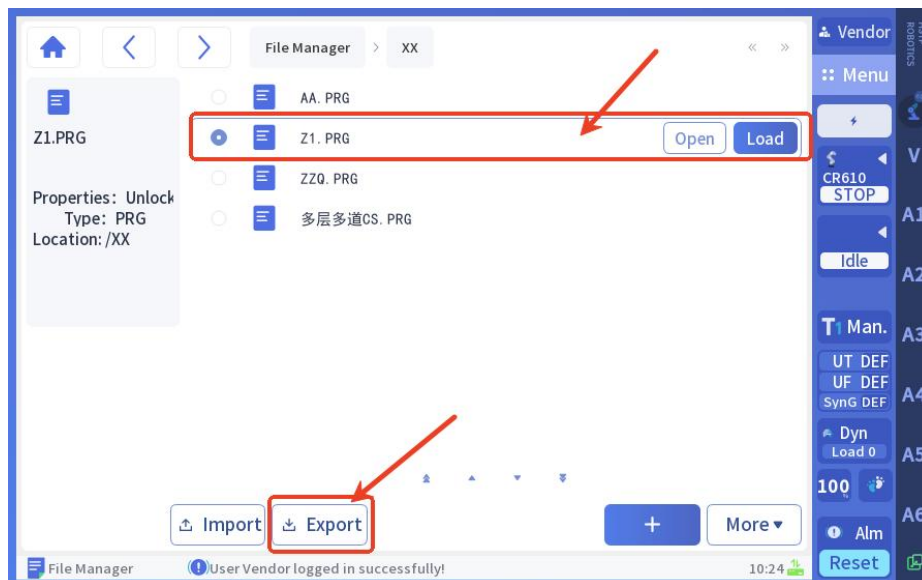 File Manager > XX
« »
Z1.PRG
Properties: Unlock
Type: PRG
Location: /XX
AA. PRG
Z1. PRG
Open
Load
ZZQ. PRG
多层多道CS. PRG
Import
Export
+
More
File Manager
User Vendor logged in successfully!
10:24
Vendor
Menu
CR610
STOP
Idle
T1 Man.
UT DEF
UF DEF
SynG DEF
Dyn
Load 0
100
%
Alm
Reset
ROBOTICS
V
A1
A2
A3
A4
A5
A6